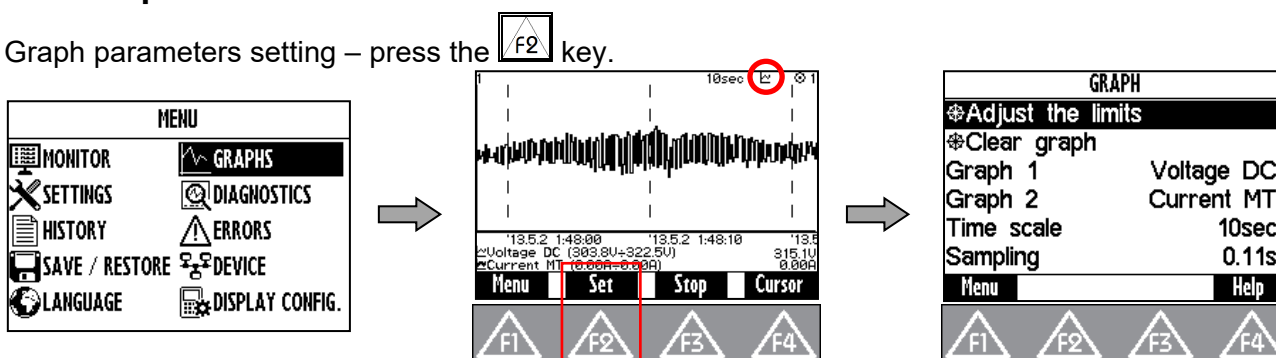 Graph parameters setting – press the F2 key.
MENU
MONITOR GRAPHS
SETTINGS DIAGNOSTICS
HISTORY ERRORS
SAVE / RESTORE DEVICE
LANGUAGE DISPLAY CONFIG.
1 10sec 1
'13.5.2 1:48:00 '13.5.2 1:48:10 '13.5
Voltage DC (303.8V÷322.5V) 315.1V
Current MT (0.00A÷0.00A) 0.00A
Menu Set Stop Cursor
F1 F2 F3 F4
GRAPH
Adjust the limits
Clear graph
Graph 1 Voltage DC
Graph 2 Current MT
Time scale 10sec
Sampling 0.11s
Menu Help
F1 F2 F3 F4